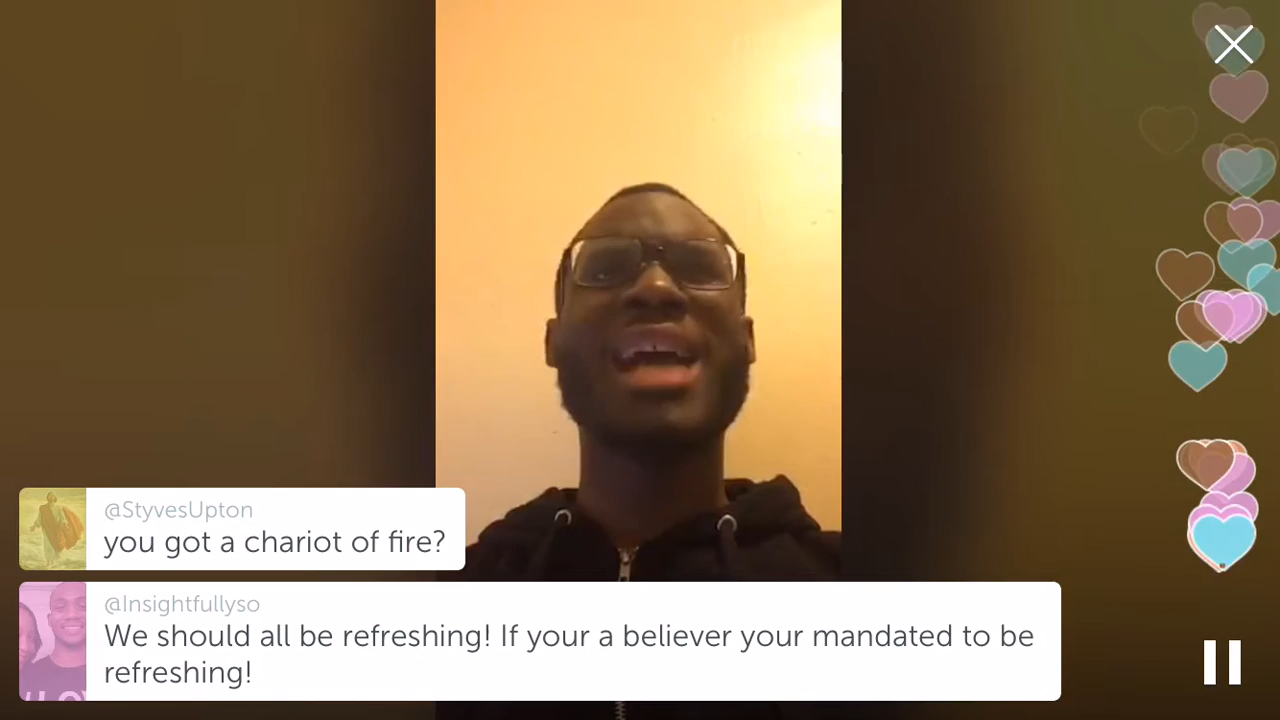 @StyvesUpton
you got a chariot of fire?
@Insightfullyso
We should all be refreshing! If your a believer your mandated to be
refreshing!